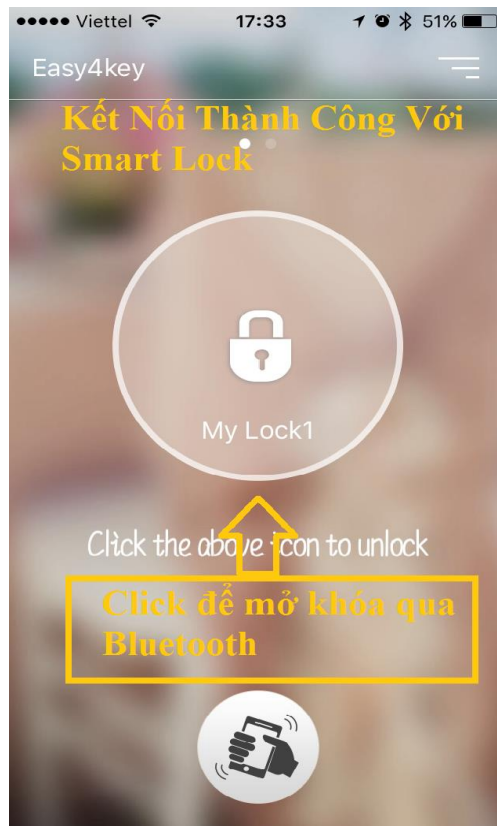 Viettel 17:33 51%
Easy4key
Kết Nối Thành Công Với
Smart Lock
My Lock1
Click the above icon to unlock
Click để mở khóa qua
Bluetooth